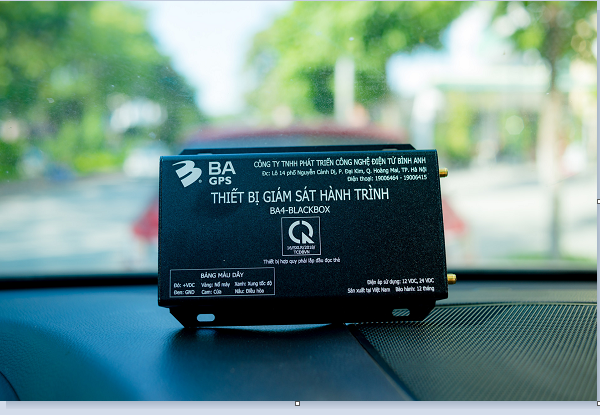 BA
GPS
CÔNG TY TNHH PHÁT TRIỂN CÔNG NGHỆ ĐIỆN TỬ BÌNH ANH
Đc: Lô 14 phố Nguyễn Cảnh Dị, P. Đại Kim, Q. Hoàng Mai, TP. Hà Nội
Điện thoại: 19006464 - 19006415
THIẾT BỊ GIÁM SÁT HÀNH TRÌNH
BA4-BLACKBOX
TCĐBVN
Thiết bị hợp quy phải lắp đầu đọc thẻ
BẢNG MẦU DÂY
Đỏ: +VDC Vàng: Nổ máy Xanh: Xung tốc độ
Đen: GND Cam: Cửa Nâu: Điều hòa
Điện áp sử dụng: 12 VDC, 24 VDC
Sản xuất tại Việt Nam Bảo hành: 12 tháng